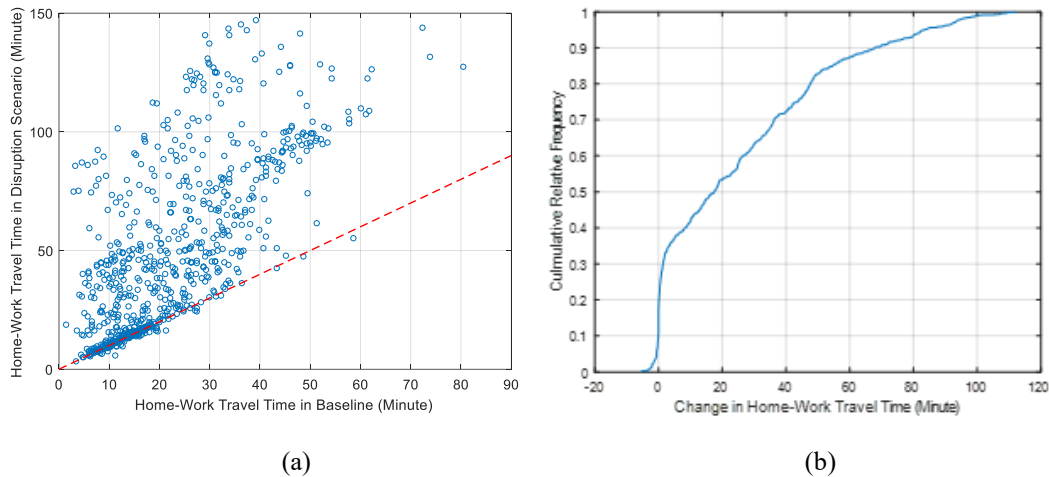 150
100
50
0
0 10 20 30 40 50 60 70 80 90
Home-Work Travel Time in Disruption Scenario (Minute)
Home-Work Travel Time in Baseline (Minute)
(a)
1
0.9
0.8
0.7
0.6
0.5
0.4
0.3
0.2
0.1
0
-20 0 20 40 60 80 100 120
Culmulative Relative Frequency
Change in Home-Work Travel Time (Minute)
(b)